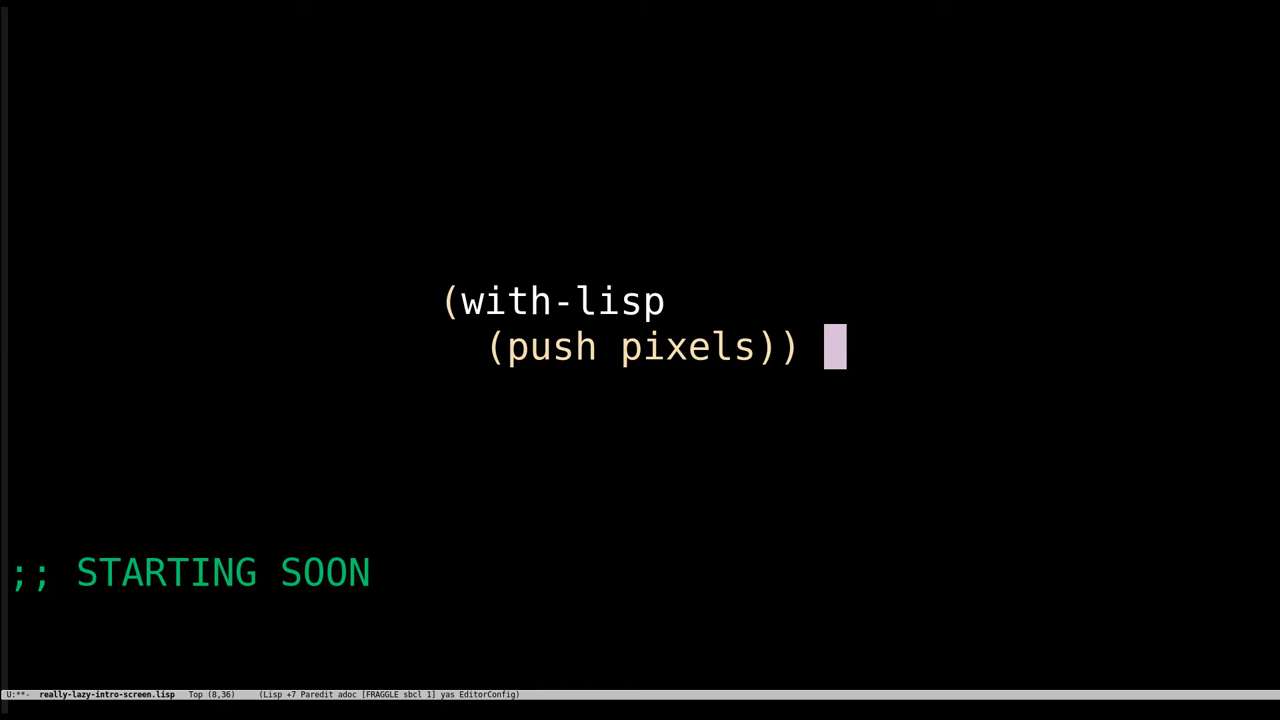 (with-lisp
(push pixels))
;; STARTING SOON
U:**- really-lazy-intro-screen.lisp Top (8,36) (Lisp +7 Paredit adoc [FRAGGLE sbcl 1] yas EditorConfig)